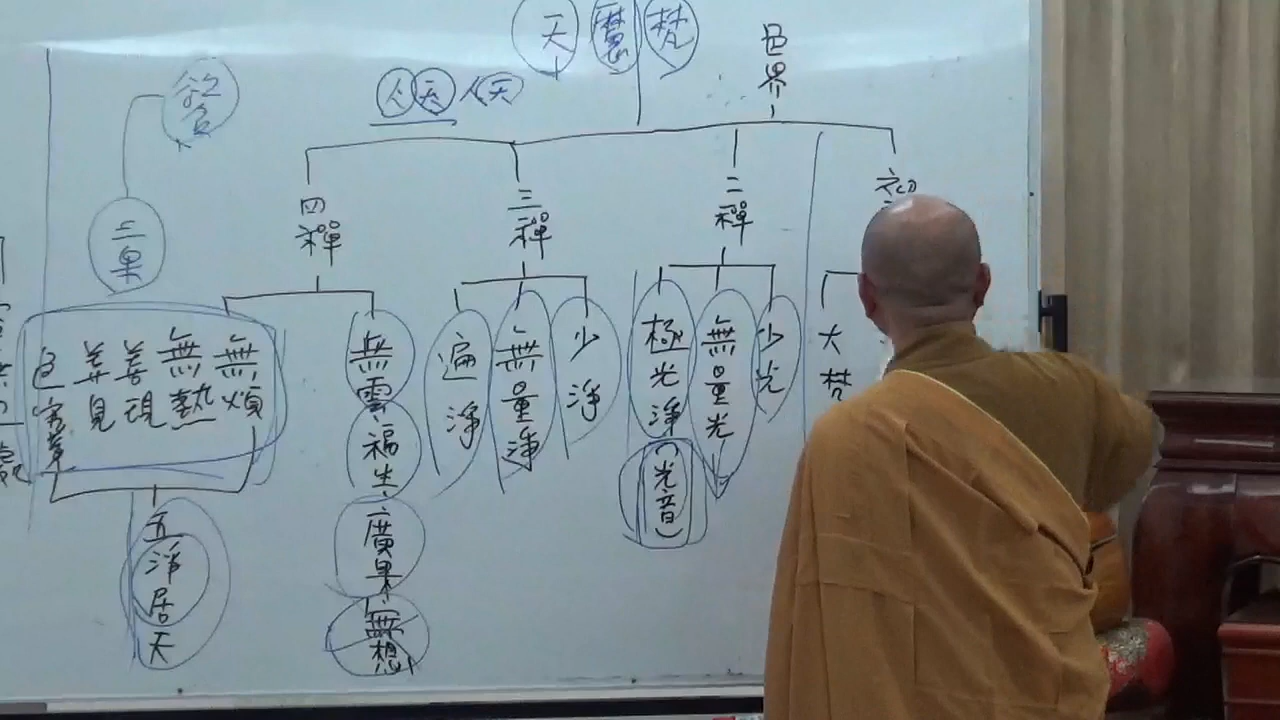 色界
天 魔 梵
人天 人天
初
二禪
三禪
四禪
大梵
少光
無量光
極光淨
(光音)
少淨
無量淨
遍淨
無雲
福生
廣果
無想
無煩
無熱
善現
善見
色究竟
五淨居天
三果